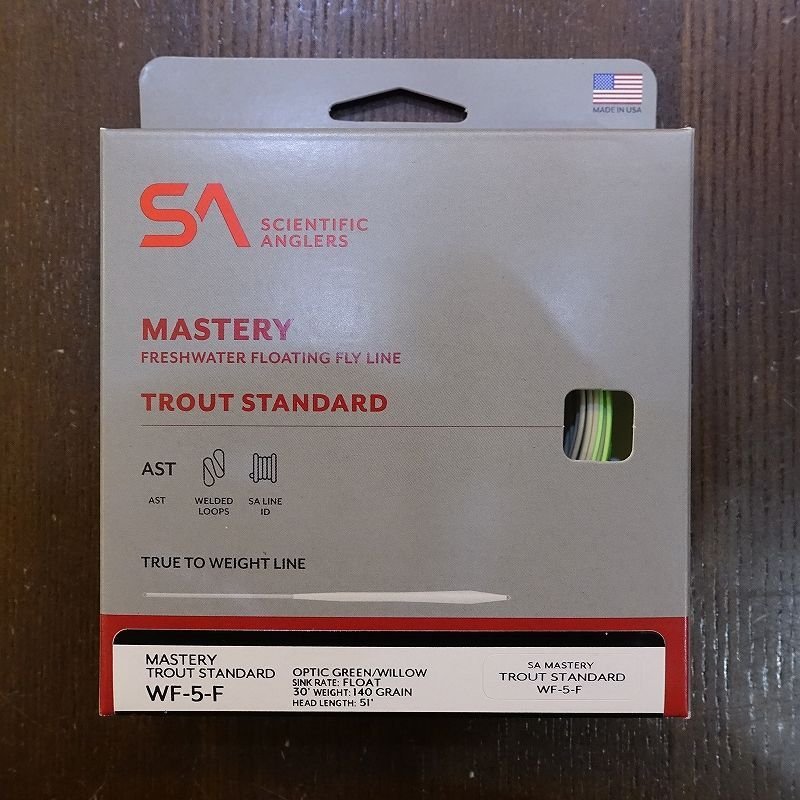 MADE IN USA
SA
SCIENTIFIC
ANGLERS
MASTERY
FRESHWATER FLOATING FLY LINE
TROUT STANDARD
AST
AST
WELDED
LOOPS
SA LINE
ID
TRUE TO WEIGHT LINE
MASTERY
TROUT STANDARD
WF-5-F
OPTIC GREEN/WILLOW
SINK RATE: FLOAT
30' WEIGHT: 140 GRAIN
HEAD LENGTH: 51'
SA MASTERY
TROUT STANDARD
WF-5-F